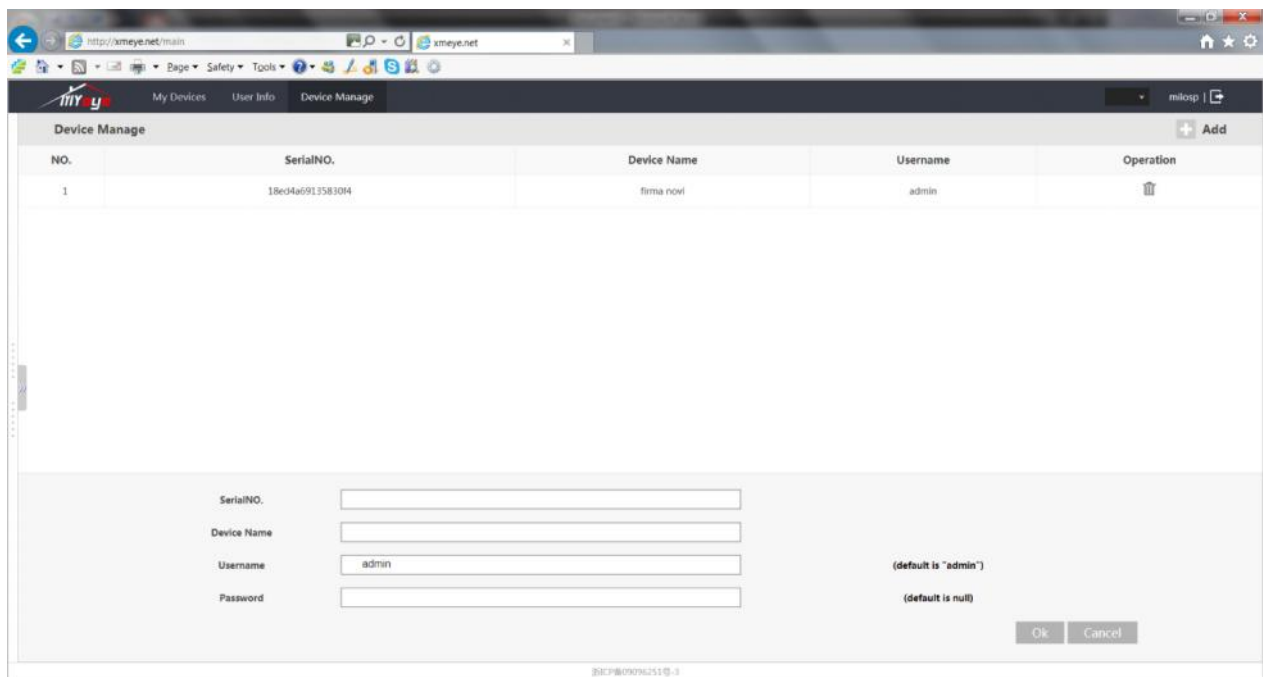 http://xmeye.net/main
xmeye.net
Page Safety Tools
My Devices User Info Device Manage
milosp
Device Manage
Add
NO. SerialNO. Device Name Username Operation
1 18ed4a69135830f4 firma novi admin
SerialNO.
Device Name
Username admin (default is "admin")
Password (default is null)
Ok Cancel